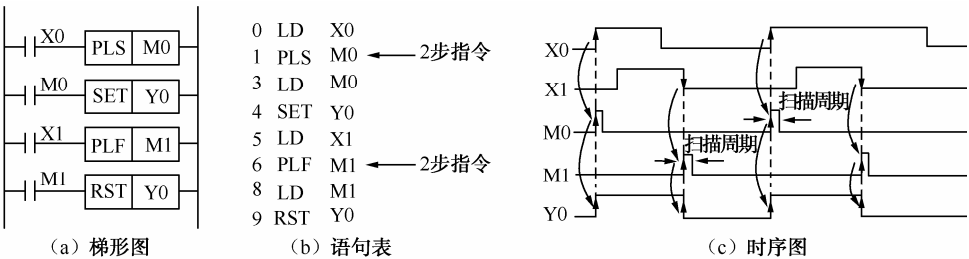 X0
PLS M0
M0
SET Y0
X1
PLF M1
M1
RST Y0
（a）梯形图
0 LD X0
1 PLS M0 2步指令
3 LD M0
4 SET Y0
5 LD X1
6 PLF M1 2步指令
8 LD M1
9 RST Y0
（b）语句表
X0
X1
扫描周期
M0
扫描周期
M1
Y0
（c）时序图